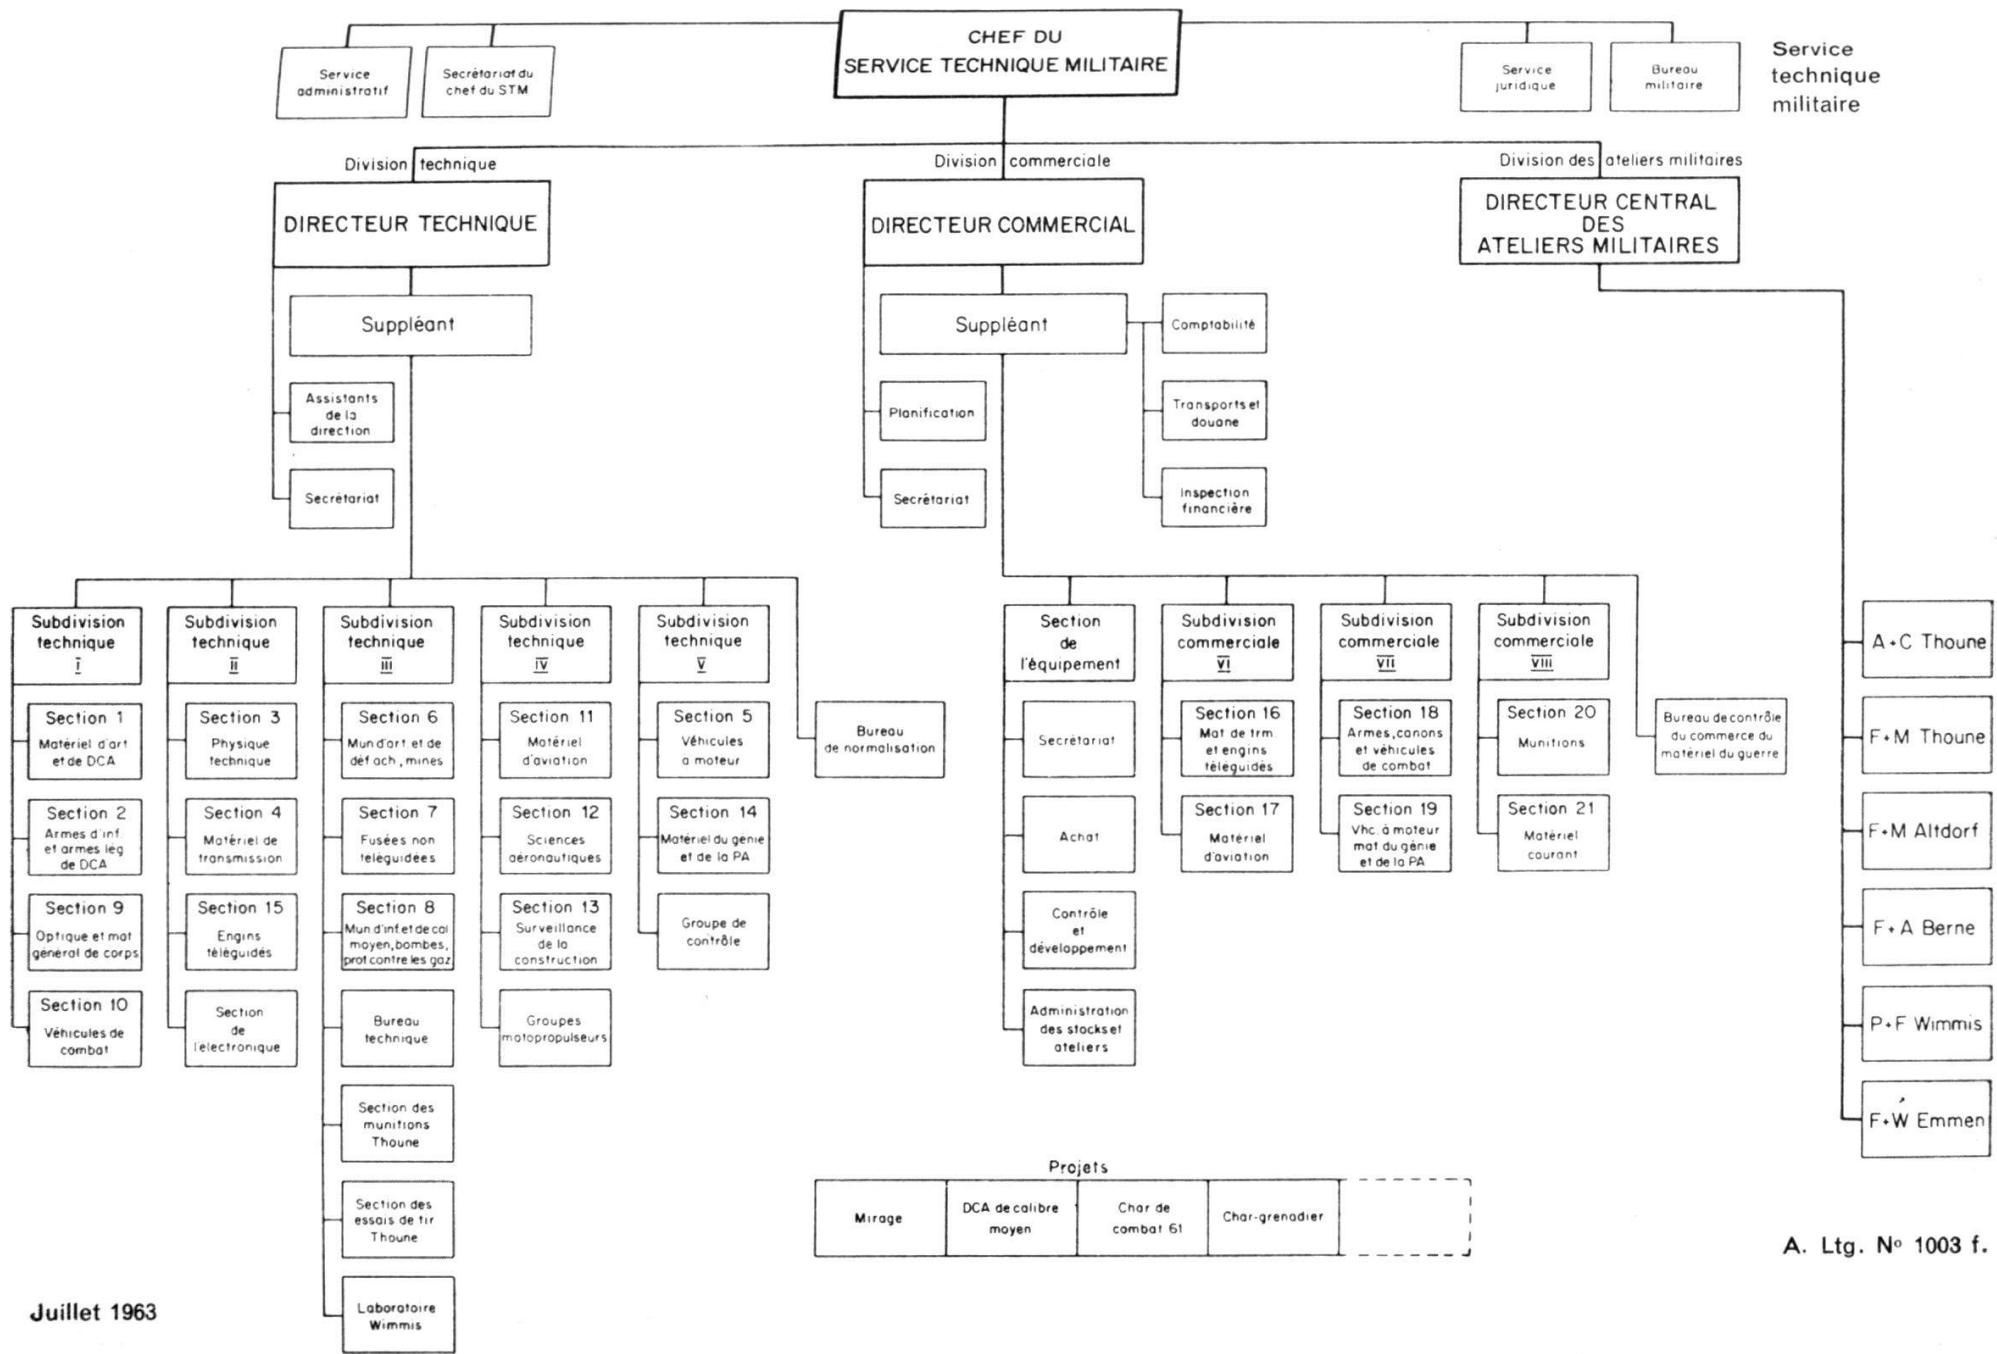 CHEF DU
SERVICE TECHNIQUE MILITAIRE
Service
administratif
Secrétariat du
chef du STM
Service
juridique
Bureau
militaire
Service
technique
militaire
Division technique
Division commerciale
Division des ateliers militaires
DIRECTEUR TECHNIQUE
DIRECTEUR COMMERCIAL
DIRECTEUR CENTRAL
DES
ATELIERS MILITAIRES
Suppléant
Assistants
de la
direction
Secrétariat
Suppléant
Planification
Secrétariat
Comptabilité
Transports et
douane
Inspection
financière
Subdivision
technique
I
Section 1
Matériel d'art
et de DCA
Section 2
Armes d'inf.
et armes lég
de DCA
Section 9
Optique et mat
général de corps
Section 10
Véhicules de
combat
Subdivision
technique
II
Section 3
Physique
technique
Section 4
Matériel de
transmission
Section 15
Engins
téléguidés
Section
de
l'électronique
Subdivision
technique
III
Section 6
Mun d'art. et de
déf ach, mines
Section 7
Fusées non
téléguidées
Section 8
Mun d'inf. et de cal
moyen, bombes,
prot contre les gaz
Bureau
technique
Section des
munitions
Thoune
Section des
essais de tir
Thoune
Laboratoire
Wimmis
Subdivision
technique
IV
Section 11
Matériel
d'aviation
Section 12
Sciences
aéronautiques
Section 13
Surveillance
de la
construction
Groupes
motopropulseurs
Subdivision
technique
V
Section 5
Véhicules
a moteur
Section 14
Matériel du génie
et de la PA
Groupe de
contrôle
Bureau
de normalisation
Section
de
l'équipement
Secrétariat
Achat
Contrôle
et
développement
Administration
des stocks et
ateliers
Subdivision
commerciale
VI
Section 16
Mat de trm.
et engins
téléguidés
Section 17
Matériel
d'aviation
Subdivision
commerciale
VII
Section 18
Armes, canons
et véhicules
de combat
Section 19
Vhc. à moteur
mat du génie
et de la PA
Subdivision
commerciale
VIII
Section 20
Munitions
Section 21
Matériel
courant
Bureau de contrôle
du commerce du
matériel du guerre
A+C Thoune
F+M Thoune
F+M Altdorf
F+A Berne
P+F Wimmis
F+W Emmen
Projets
Mirage
DCA de calibre
moyen
Char de
combat 61
Char-grenadier
A. Ltg. No 1003 f.
Juillet 1963